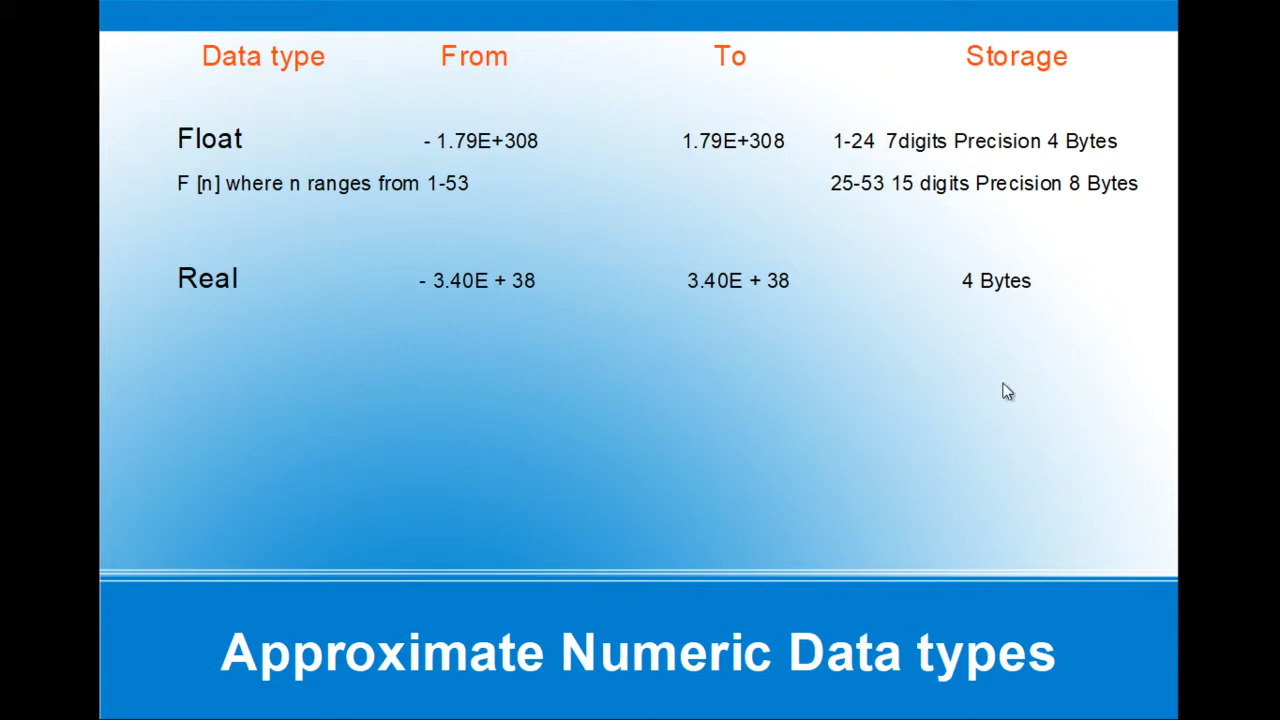 Data type From To Storage
Float - 1.79E+308 1.79E+308 1-24 7digits Precision 4 Bytes
F [n] where n ranges from 1-53 25-53 15 digits Precision 8 Bytes
Real - 3.40E + 38 3.40E + 38 4 Bytes
Approximate Numeric Data types